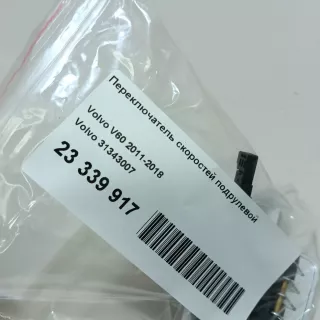 Переключатель скоростей подрулевой
Volvo V60 2011-2018
Volvo 31343007
23 339 917